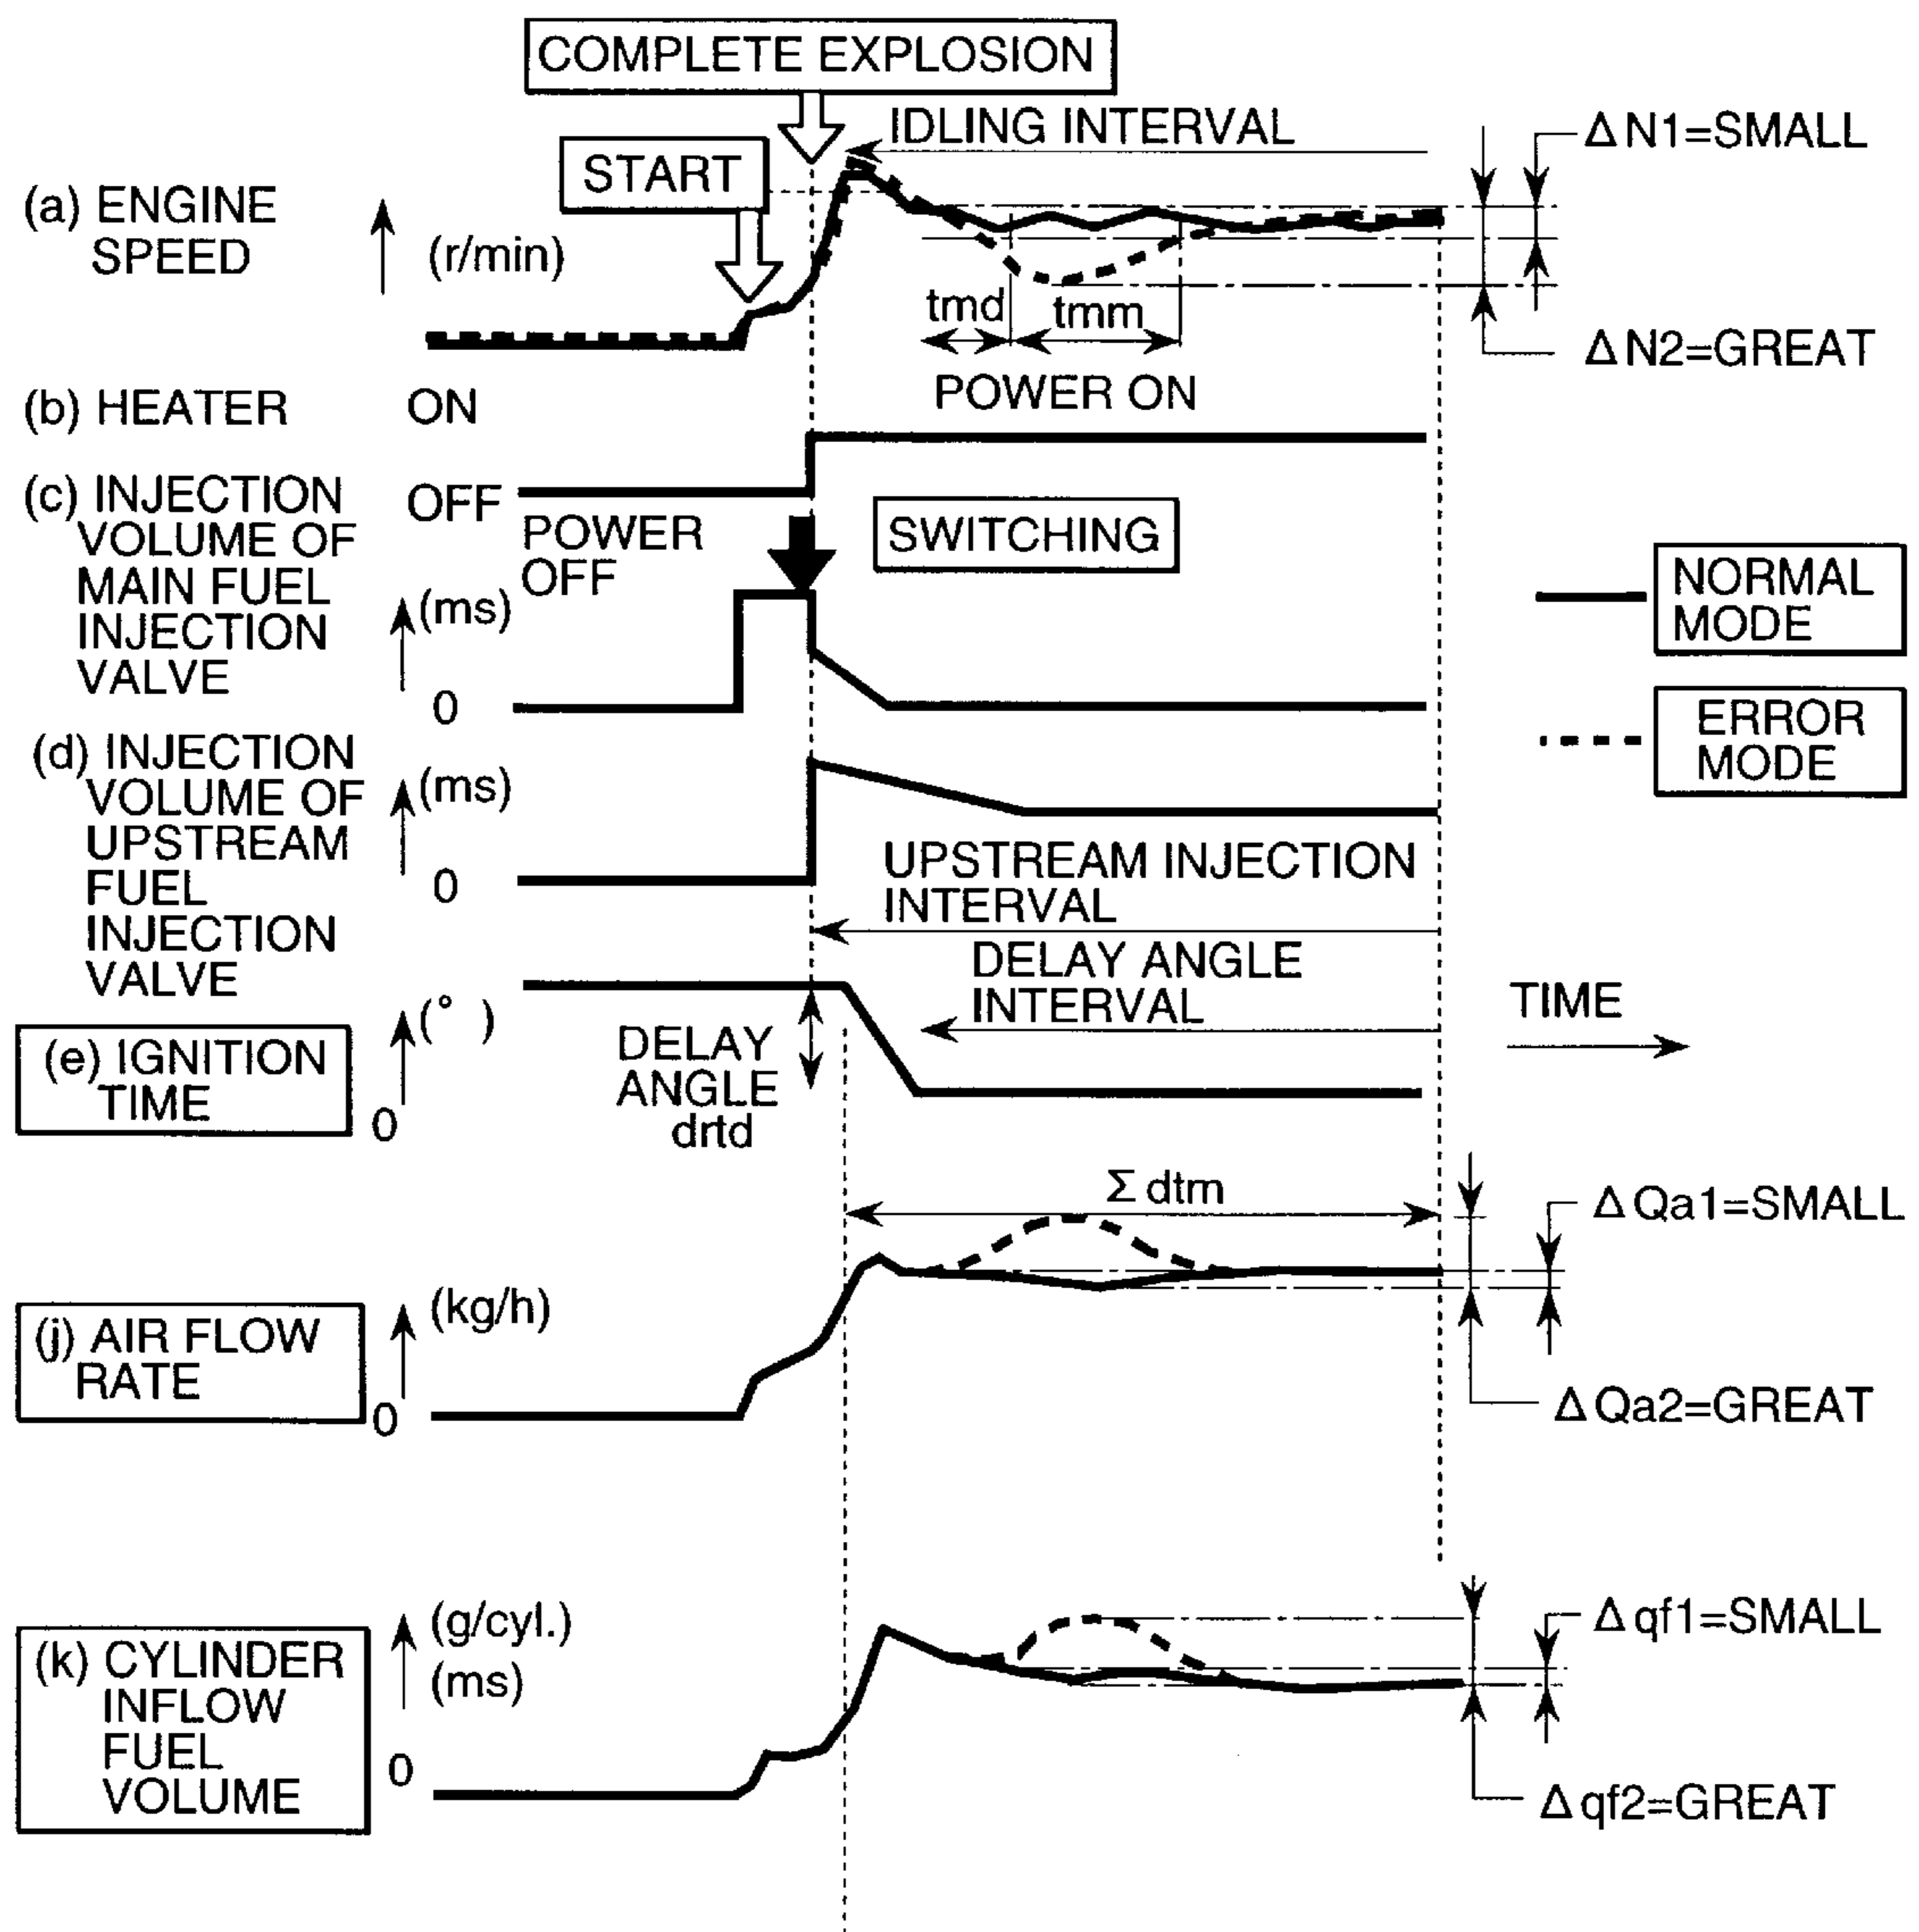 COMPLETE EXPLOSION
IDLING INTERVAL
ΔN1=SMALL
START
(a) ENGINE
SPEED
(r/min)
tmd
tmm
ΔN2=GREAT
(b) HEATER
ON
POWER ON
(c) INJECTION
VOLUME OF
MAIN FUEL
INJECTION
VALVE
OFF
POWER
OFF
SWITCHING
(ms)
0
NORMAL
MODE
ERROR
MODE
(d) INJECTION
VOLUME OF
UPSTREAM
FUEL
INJECTION
VALVE
(ms)
0
UPSTREAM INJECTION
INTERVAL
DELAY ANGLE
INTERVAL
TIME
(e) IGNITION
TIME
(°)
0
DELAY
ANGLE
drtd
Σ dtm
ΔQa1=SMALL
(j) AIR FLOW
RATE
(kg/h)
0
ΔQa2=GREAT
(k) CYLINDER
INFLOW
FUEL
VOLUME
(g/cyl.)
(ms)
0
Δqf1=SMALL
Δqf2=GREAT